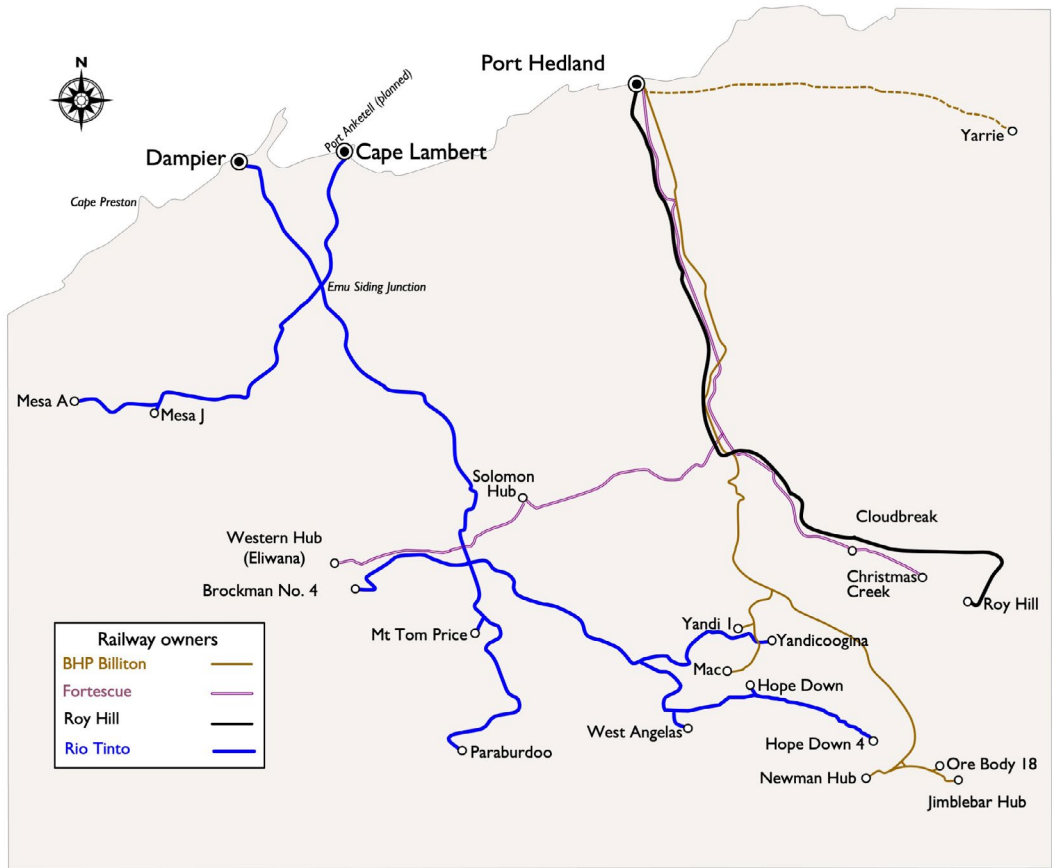 N
Port Hedland
Port Anketell (planned)
Dampier
Cape Lambert
Yarrie
Cape Preston
Emu Siding Junction
Mesa A
Mesa J
Solomon
Hub
Cloudbreak
Western Hub
(Eliwana)
Christmas
Creek
Brockman No. 4
Roy Hill
Yandi 1
Yandicoogina
Mt Tom Price
Mac
Hope Down
West Angelas
Hope Down 4
Paraburdoo
Ore Body 18
Newman Hub
Jimblebar Hub
Railway owners
BHP Billiton
Fortescue
Roy Hill
Rio Tinto